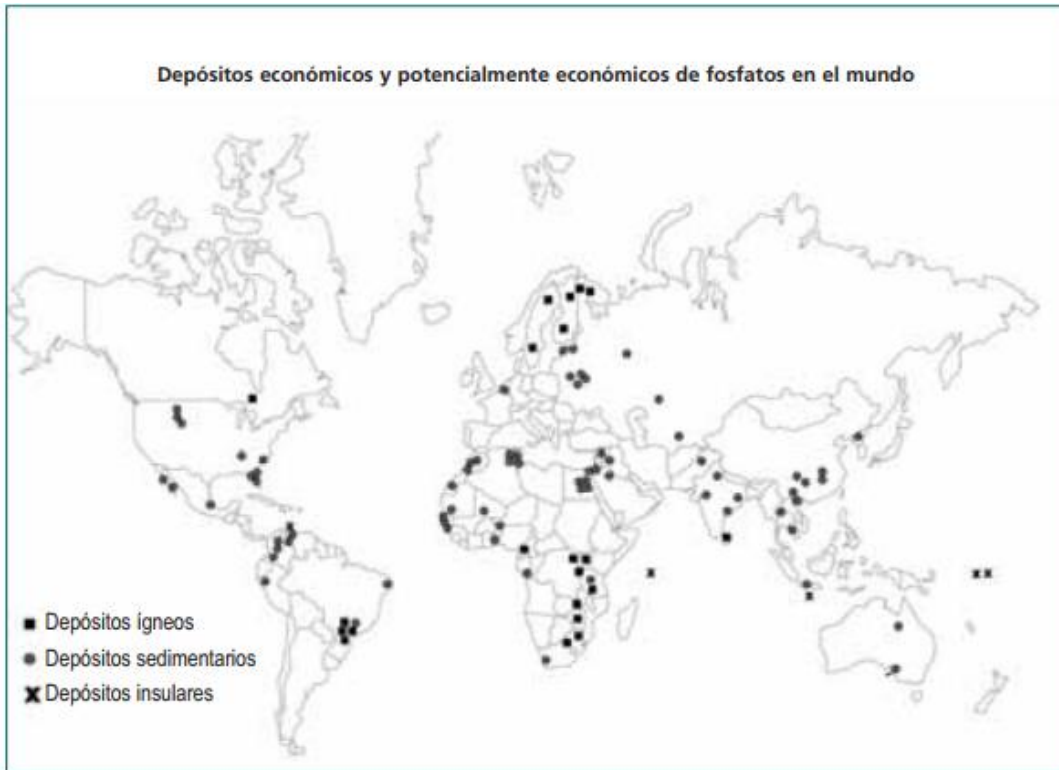 Depósitos económicos y potencialmente económicos de fosfatos en el mundo
Depósitos ígneos
Depósitos sedimentarios
Depósitos insulares